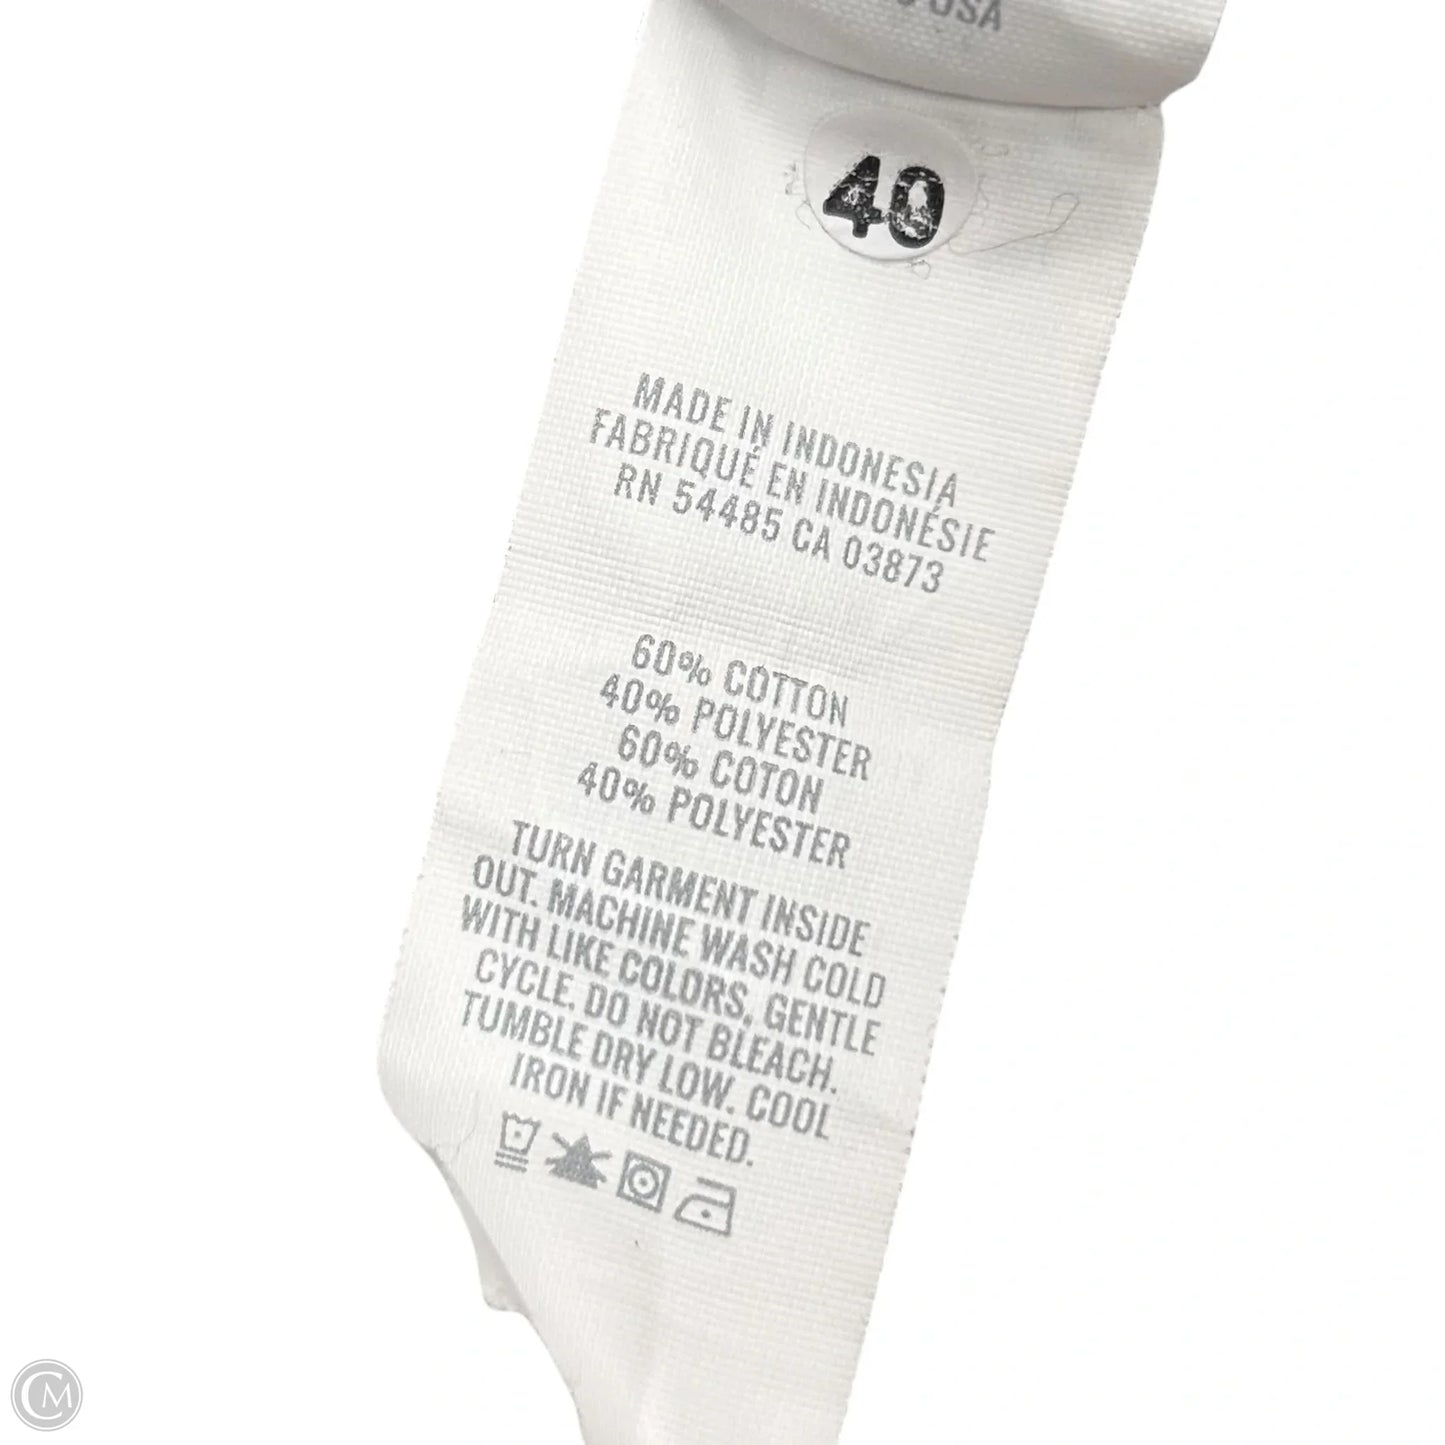 USA
40
MADE IN INDONESIA
FABRIQUÉ EN INDONÉSIE
RN 54485 CA 03873
60% COTTON
40% POLYESTER
60% COTON
40% POLYESTER
TURN GARMENT INSIDE
OUT. MACHINE WASH COLD
WITH LIKE COLORS, GENTLE
CYCLE. DO NOT BLEACH.
TUMBLE DRY LOW. COOL
IRON IF NEEDED.
CM